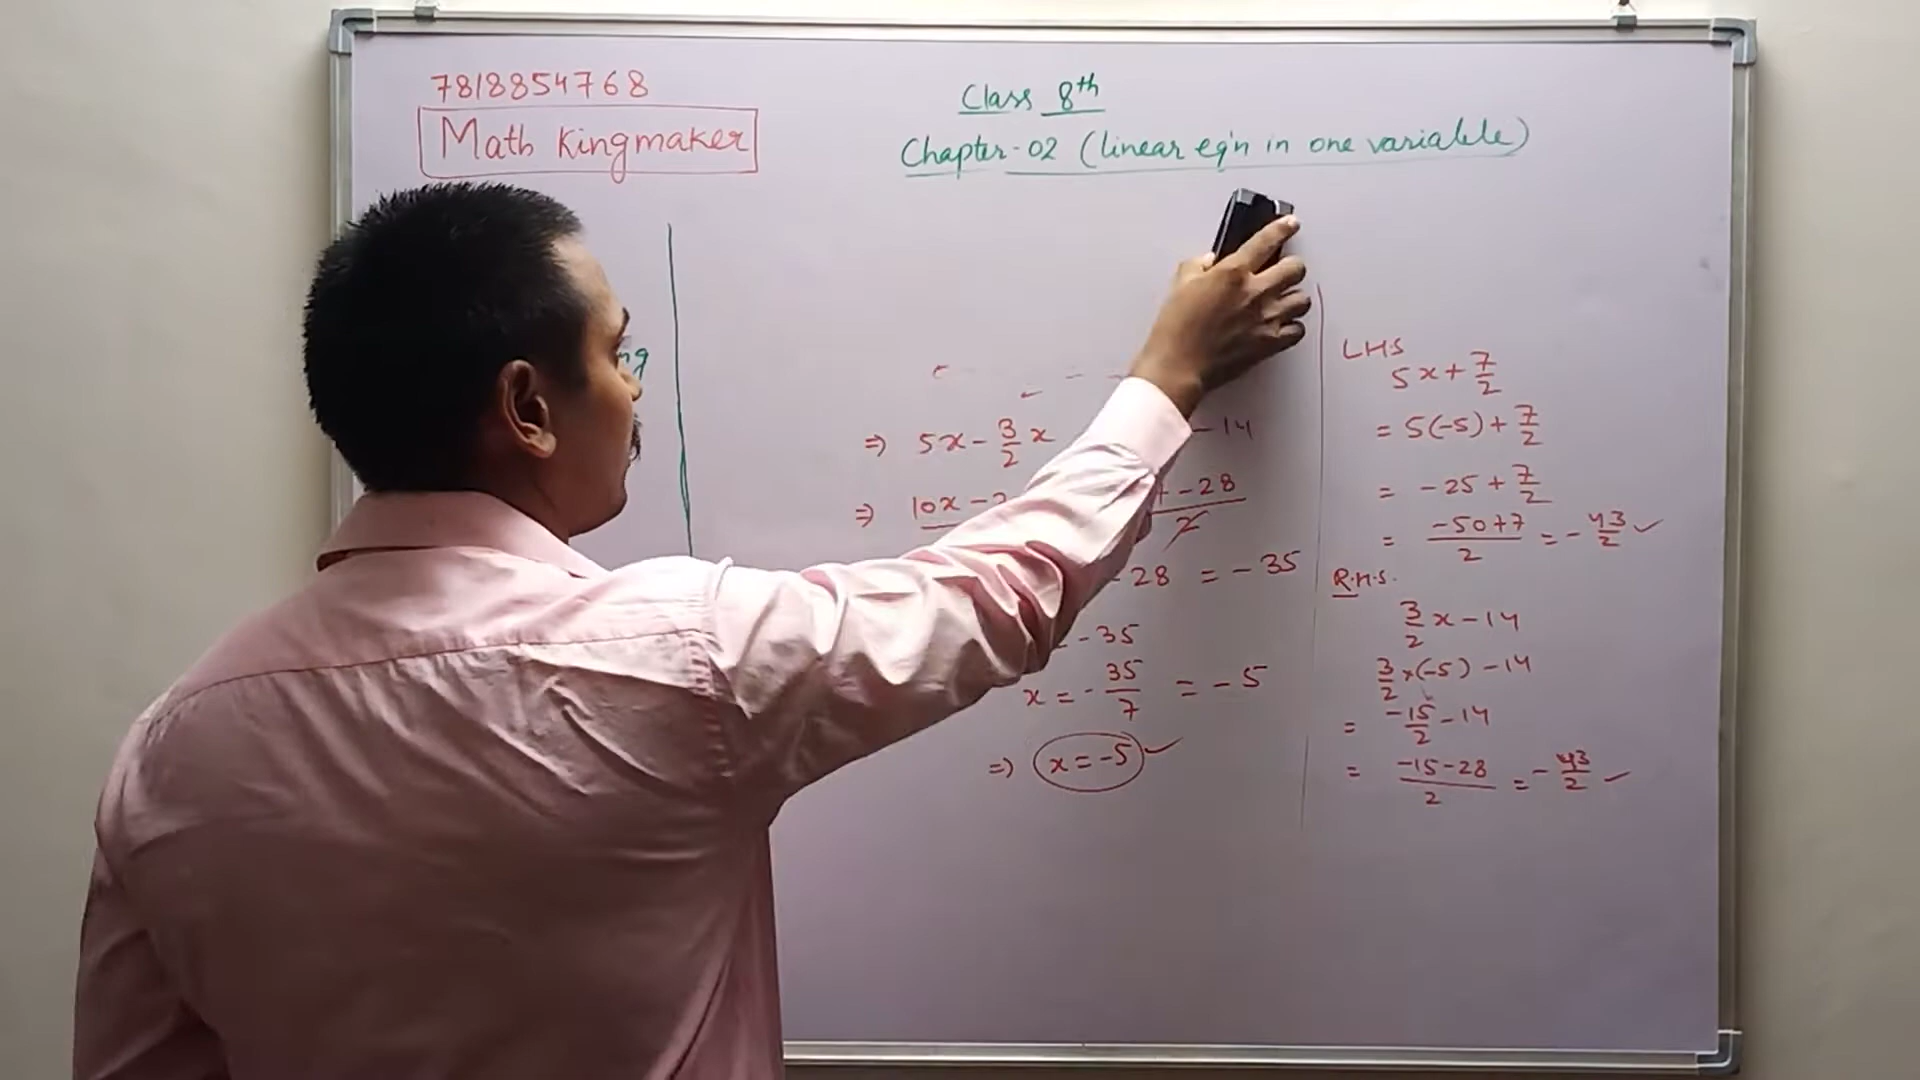 7818854768
Math Kingmaker
Class 8th
Chapter-02 (linear eq'n in one variable)
ng
⇒ 5x - 3/2 x - 14
⇒ 10x - - 28
2
- 28 = - 35
= - 35
x = - 35/7 = - 5
⇒ x = -5 ✓
L.H.S
5x + 7/2
= 5(-5) + 7/2
= -25 + 7/2
= -50+7/2 = - 43/2 ✓
R.H.S.
3/2 x - 14
3/2 × (-5) - 14
= -15/2 - 14
= -15-28/2 = - 43/2 ✓